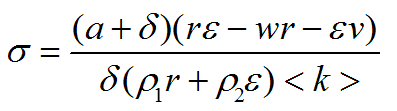 σ = (a + δ)(rε − wr − εv) / δ(ρ₁r + ρ₂ε) < k >